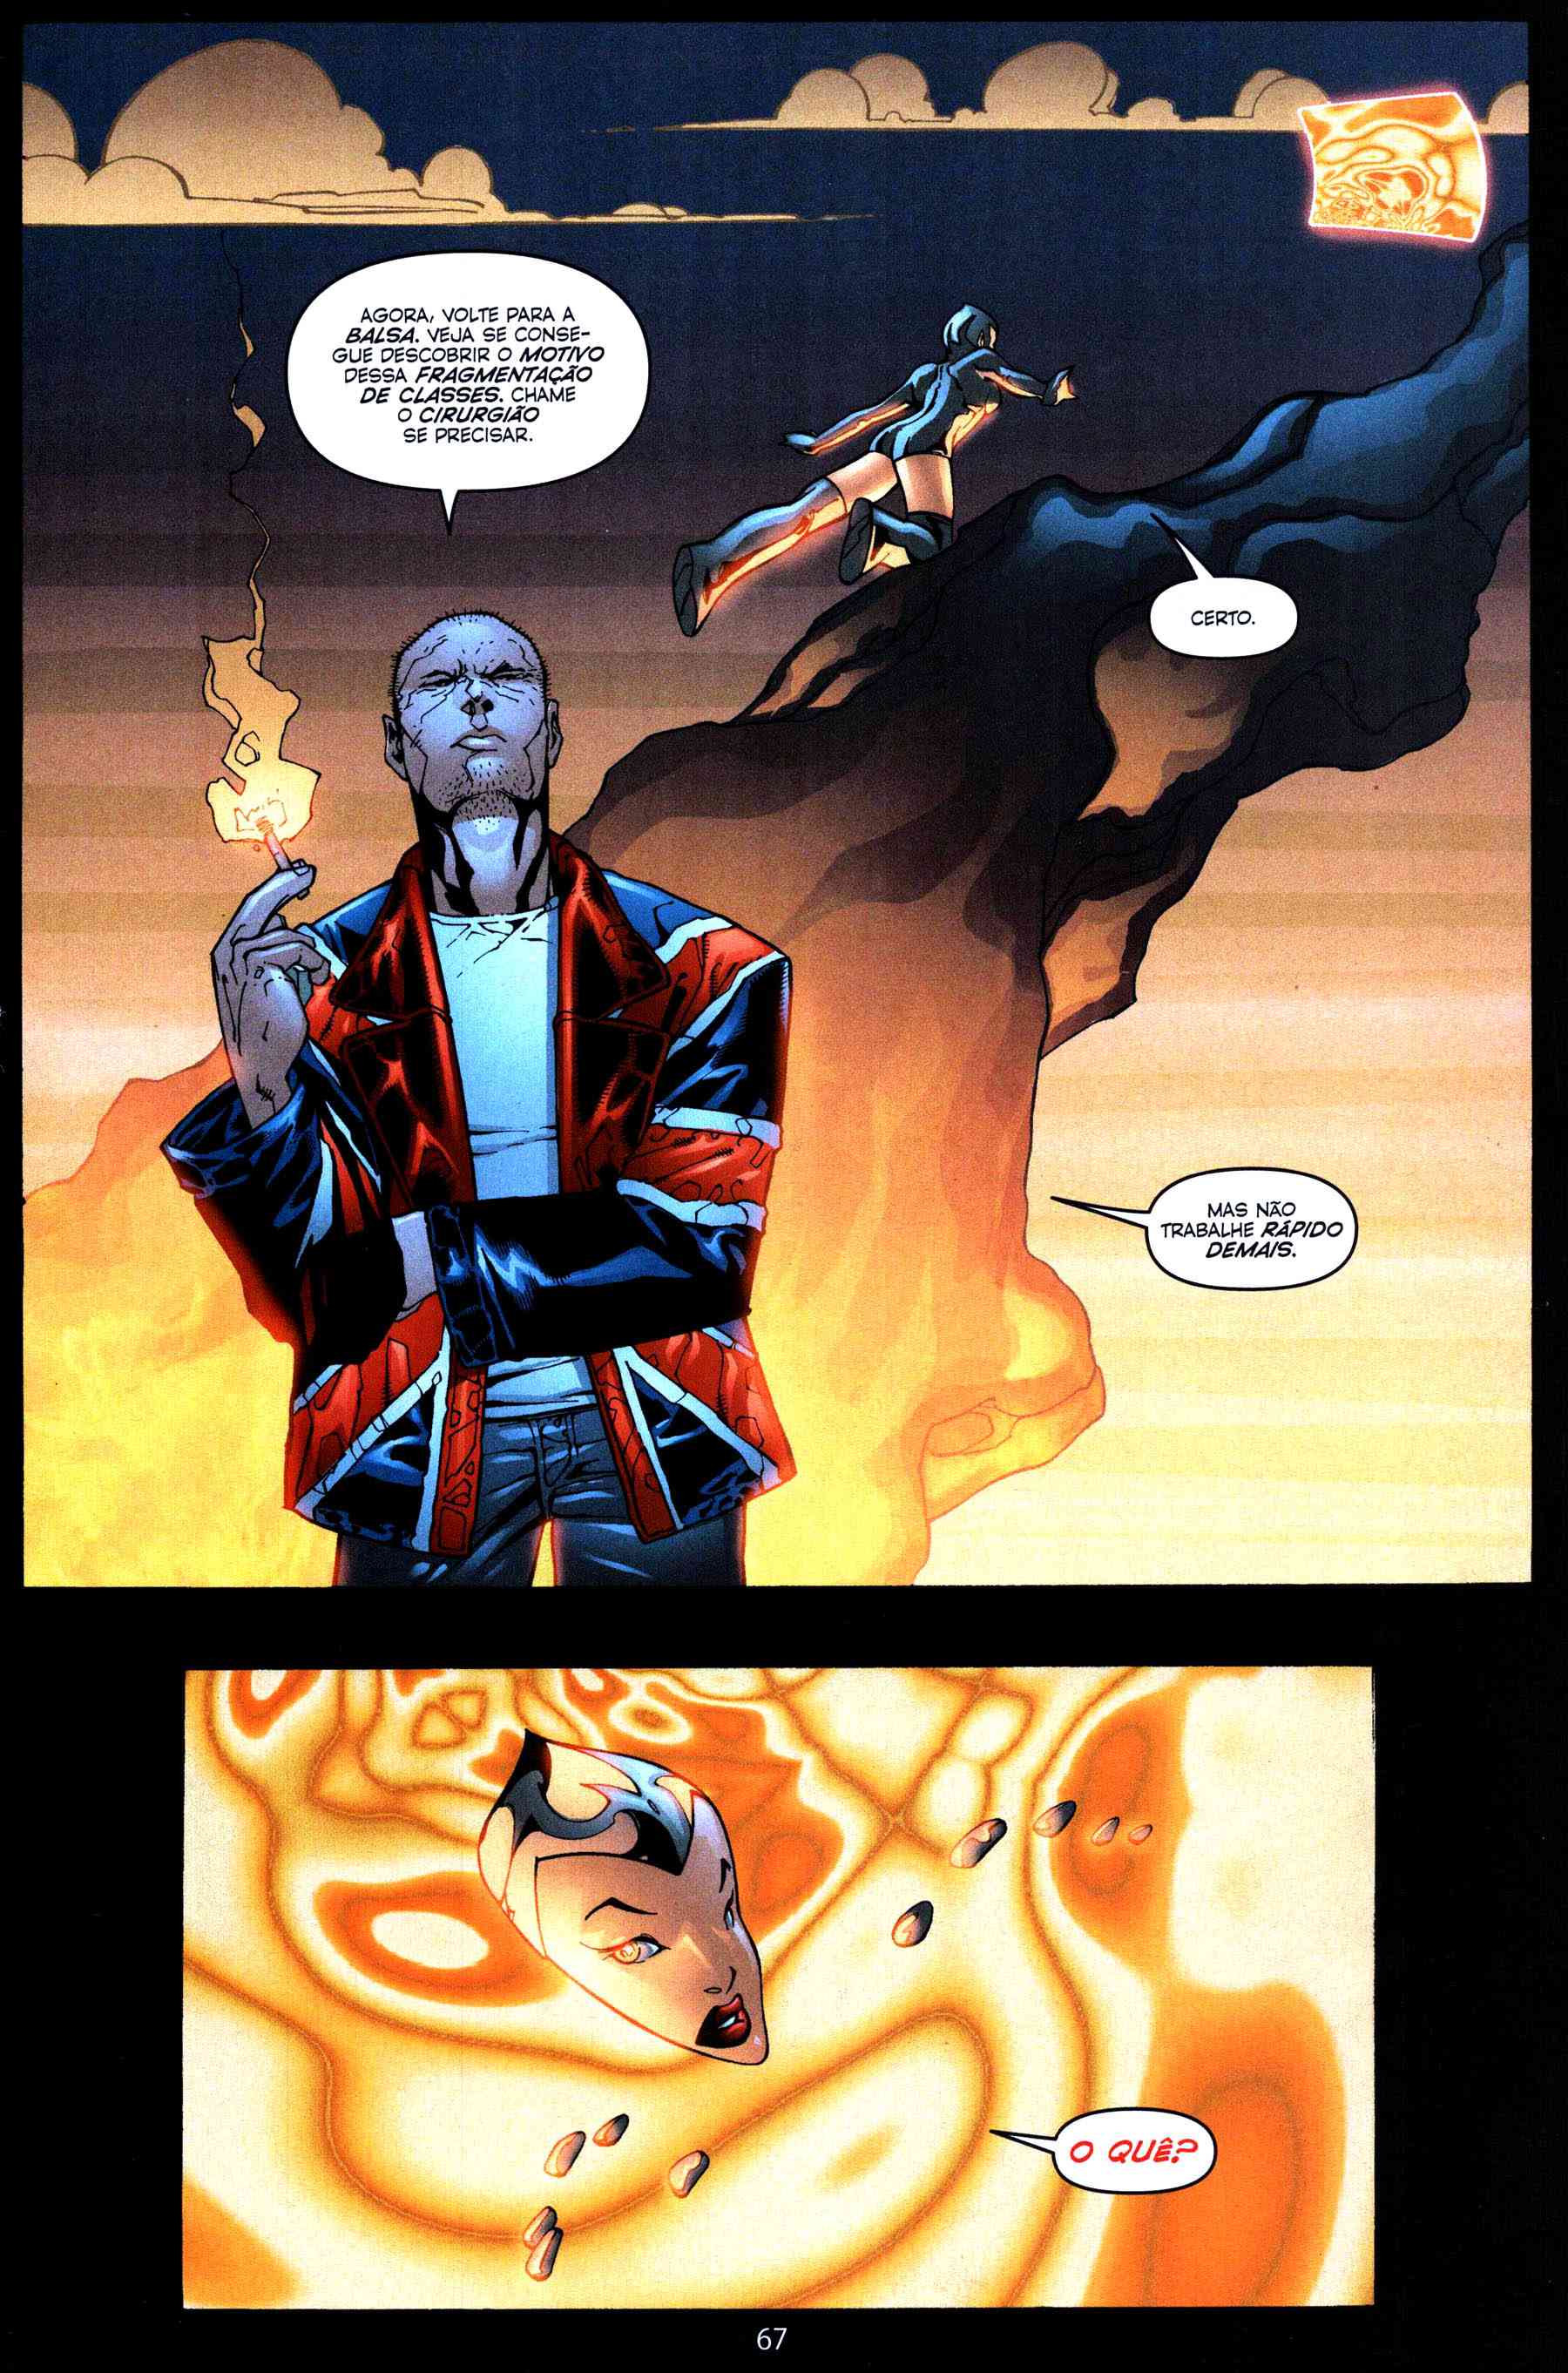 AGORA, VOLTE PARA A
BALSA. VEJA SE CONSE-
GUE DESCOBRIR O MOTIVO
DESSA FRAGMENTAÇÃO
DE CLASSES. CHAME
O CIRURGIÃO
SE PRECISAR.
CERTO.
MAS NÃO
TRABALHE RÁPIDO
DEMAIS.
O QUÊ?
67